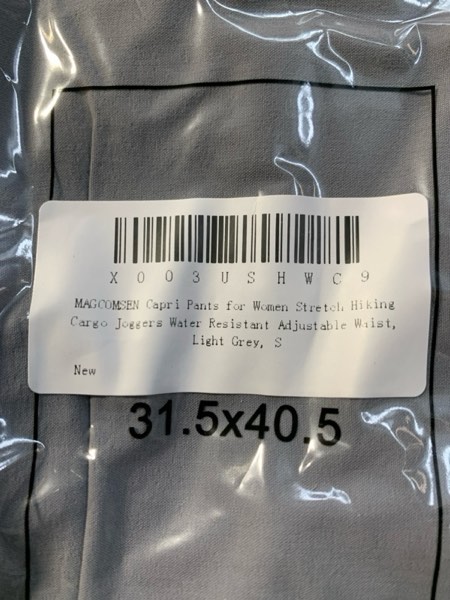 X003USHWC9
MAGCOMSEN Capri Pants for Women Stretch Hiking
Cargo Joggers Water Resistant Adjustable Waist,
Light Grey, S
New
31.5x40.5